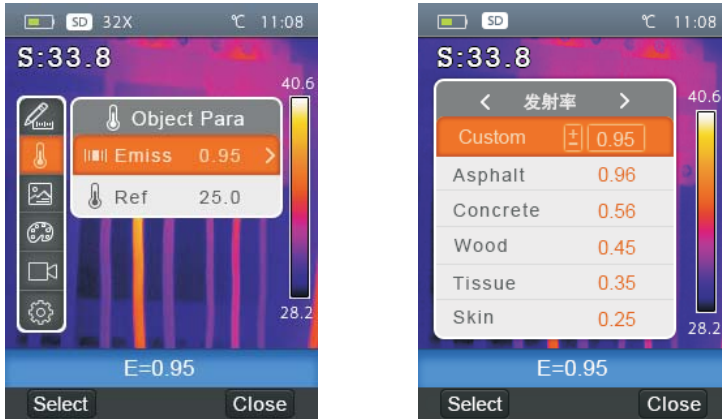 SD 32X ℃ 11:08
S:33.8
40.6
Object Para
Emiss 0.95 >
Ref 25.0
28.2
E=0.95
Select Close
SD ℃ 11:08
S:33.8
< 发射率 >
40.6
Custom ± 0.95
Asphalt 0.96
Concrete 0.56
Wood 0.45
Tissue 0.35
Skin 0.25
28.2
E=0.95
Select Close